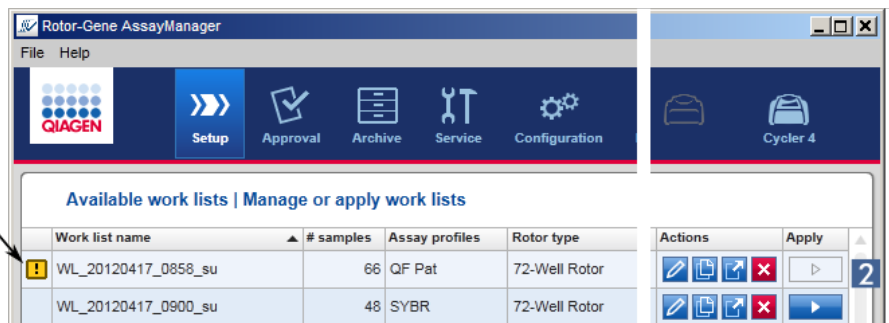 Rotor-Gene AssayManager
File Help
QIAGEN
Setup Approval Archive Service Configuration Cycler 4
Available work lists | Manage or apply work lists
Work list name # samples Assay profiles Rotor type Actions Apply
! WL_20120417_0858_su 66 QF Pat 72-Well Rotor 2
WL_20120417_0900_su 48 SYBR 72-Well Rotor